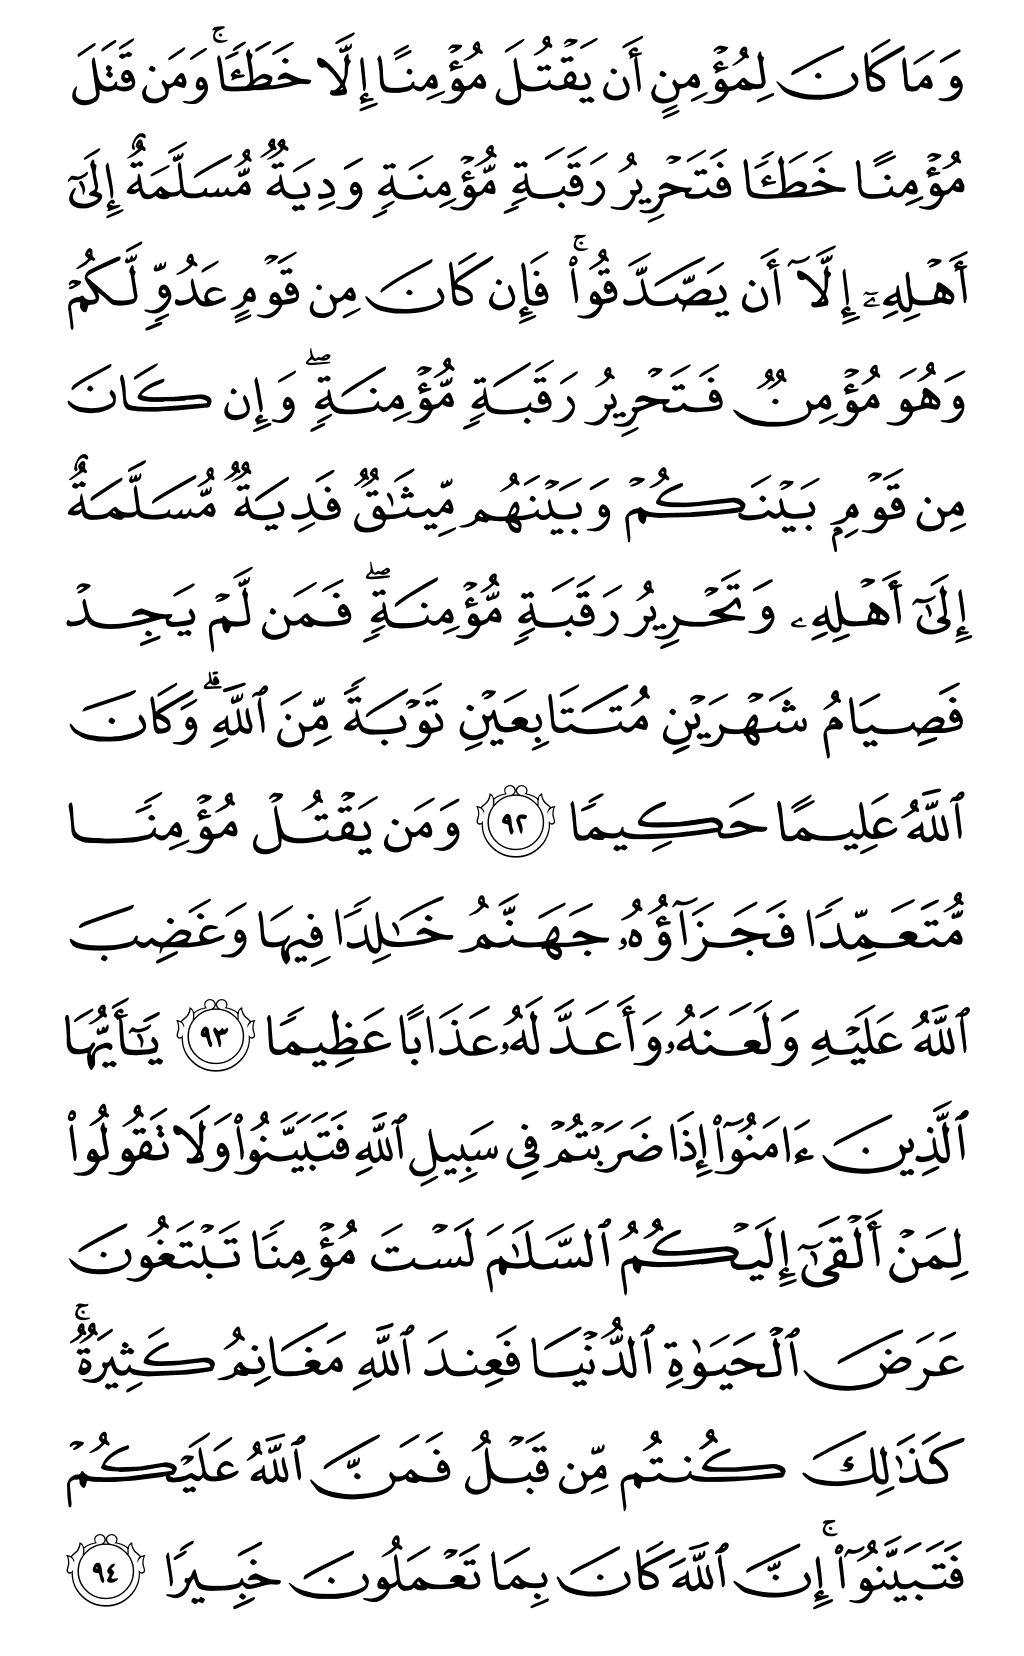 وَمَا كَانَ لِمُؤۡمِنٍ أَن يَقۡتُلَ مُؤۡمِنًا إِلَّا خَطَـٔٗاۚ وَمَن قَتَلَ
مُؤۡمِنًا خَطَـٔٗا فَتَحۡرِيرُ رَقَبَةٖ مُّؤۡمِنَةٖ وَدِيَةٞ مُّسَلَّمَةٌ إِلَىٰٓ
أَهۡلِهِۦٓ إِلَّآ أَن يَصَّدَّقُواْۚ فَإِن كَانَ مِن قَوۡمٍ عَدُوّٖ لَّكُمۡ
وَهُوَ مُؤۡمِنٞ فَتَحۡرِيرُ رَقَبَةٖ مُّؤۡمِنَةٖۖ وَإِن كَانَ
مِن قَوۡمِۭ بَيۡنَكُمۡ وَبَيۡنَهُم مِّيثَٰقٞ فَدِيَةٞ مُّسَلَّمَةٌ
إِلَىٰٓ أَهۡلِهِۦ وَتَحۡرِيرُ رَقَبَةٖ مُّؤۡمِنَةٖۖ فَمَن لَّمۡ يَجِدۡ
فَصِيَامُ شَهۡرَيۡنِ مُتَتَابِعَيۡنِ تَوۡبَةٗ مِّنَ ٱللَّهِۗ وَكَانَ
ٱللَّهُ عَلِيمًا حَكِيمٗا ٩٢ وَمَن يَقۡتُلۡ مُؤۡمِنٗا
مُّتَعَمِّدٗا فَجَزَآؤُهُۥ جَهَنَّمُ خَٰلِدٗا فِيهَا وَغَضِبَ
ٱللَّهُ عَلَيۡهِ وَلَعَنَهُۥ وَأَعَدَّ لَهُۥ عَذَابًا عَظِيمٗا ٩٣ يَٰٓأَيُّهَا
ٱلَّذِينَ ءَامَنُوٓاْ إِذَا ضَرَبۡتُمۡ فِي سَبِيلِ ٱللَّهِ فَتَبَيَّنُواْ وَلَا تَقُولُواْ
لِمَنۡ أَلۡقَىٰٓ إِلَيۡكُمُ ٱلسَّلَٰمَ لَسۡتَ مُؤۡمِنٗا تَبۡتَغُونَ
عَرَضَ ٱلۡحَيَوٰةِ ٱلدُّنۡيَا فَعِندَ ٱللَّهِ مَغَانِمُ كَثِيرَةٞۚ
كَذَٰلِكَ كُنتُم مِّن قَبۡلُ فَمَنَّ ٱللَّهُ عَلَيۡكُمۡ
فَتَبَيَّنُوٓاْۚ إِنَّ ٱللَّهَ كَانَ بِمَا تَعۡمَلُونَ خَبِيرٗا ٩٤